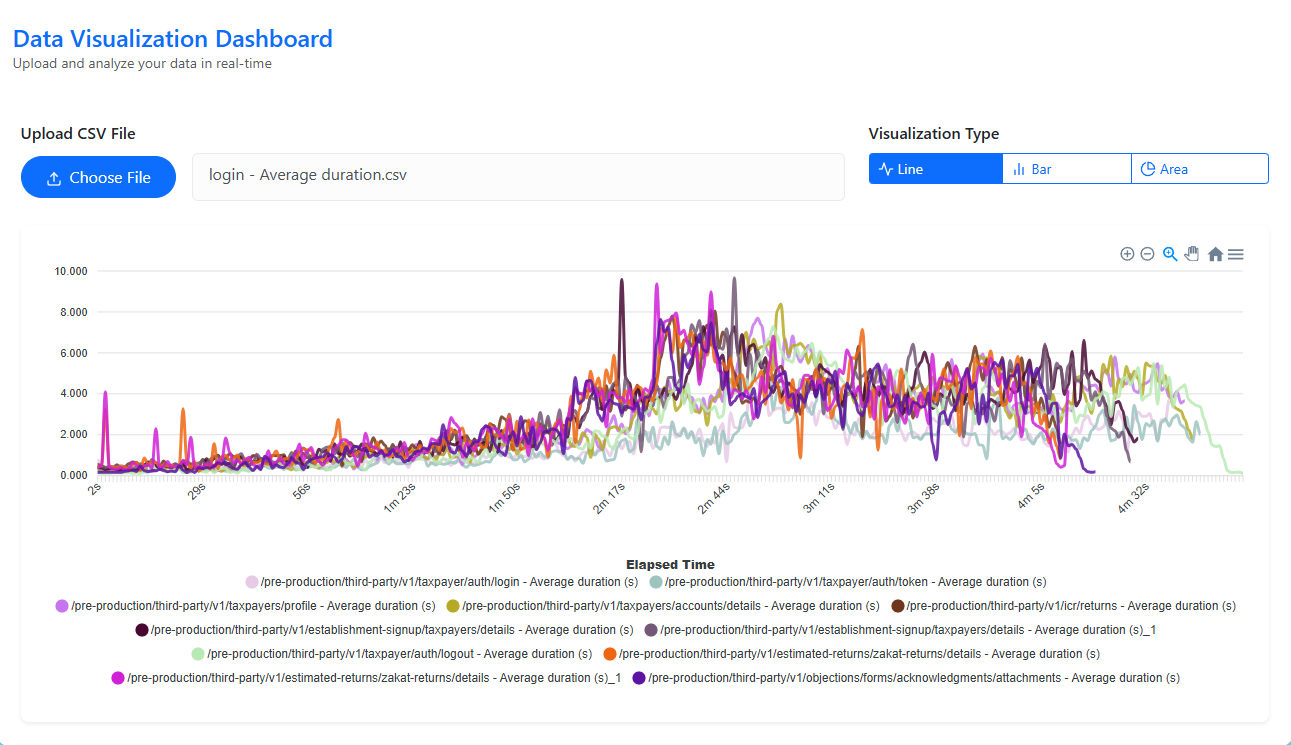 Data Visualization Dashboard
Upload and analyze your data in real-time
Upload CSV File
Visualization Type
Choose File
login - Average duration.csv
Line
Bar
Area
10.000
8.000
6.000
4.000
2.000
0.000
2s
29s
56s
1m 23s
1m 50s
2m 17s
2m 44s
3m 11s
3m 38s
4m 5s
4m 32s
Elapsed Time
/pre-production/third-party/v1/taxpayer/auth/login - Average duration (s)
/pre-production/third-party/v1/taxpayer/auth/token - Average duration (s)
/pre-production/third-party/v1/taxpayers/profile - Average duration (s)
/pre-production/third-party/v1/taxpayers/accounts/details - Average duration (s)
/pre-production/third-party/v1/icr/returns - Average duration (s)
/pre-production/third-party/v1/establishment-signup/taxpayers/details - Average duration (s)
/pre-production/third-party/v1/establishment-signup/taxpayers/details - Average duration (s)_1
/pre-production/third-party/v1/taxpayer/auth/logout - Average duration (s)
/pre-production/third-party/v1/estimated-returns/zakat-returns/details - Average duration (s)
/pre-production/third-party/v1/estimated-returns/zakat-returns/details - Average duration (s)_1
/pre-production/third-party/v1/objections/forms/acknowledgments/attachments - Average duration (s)